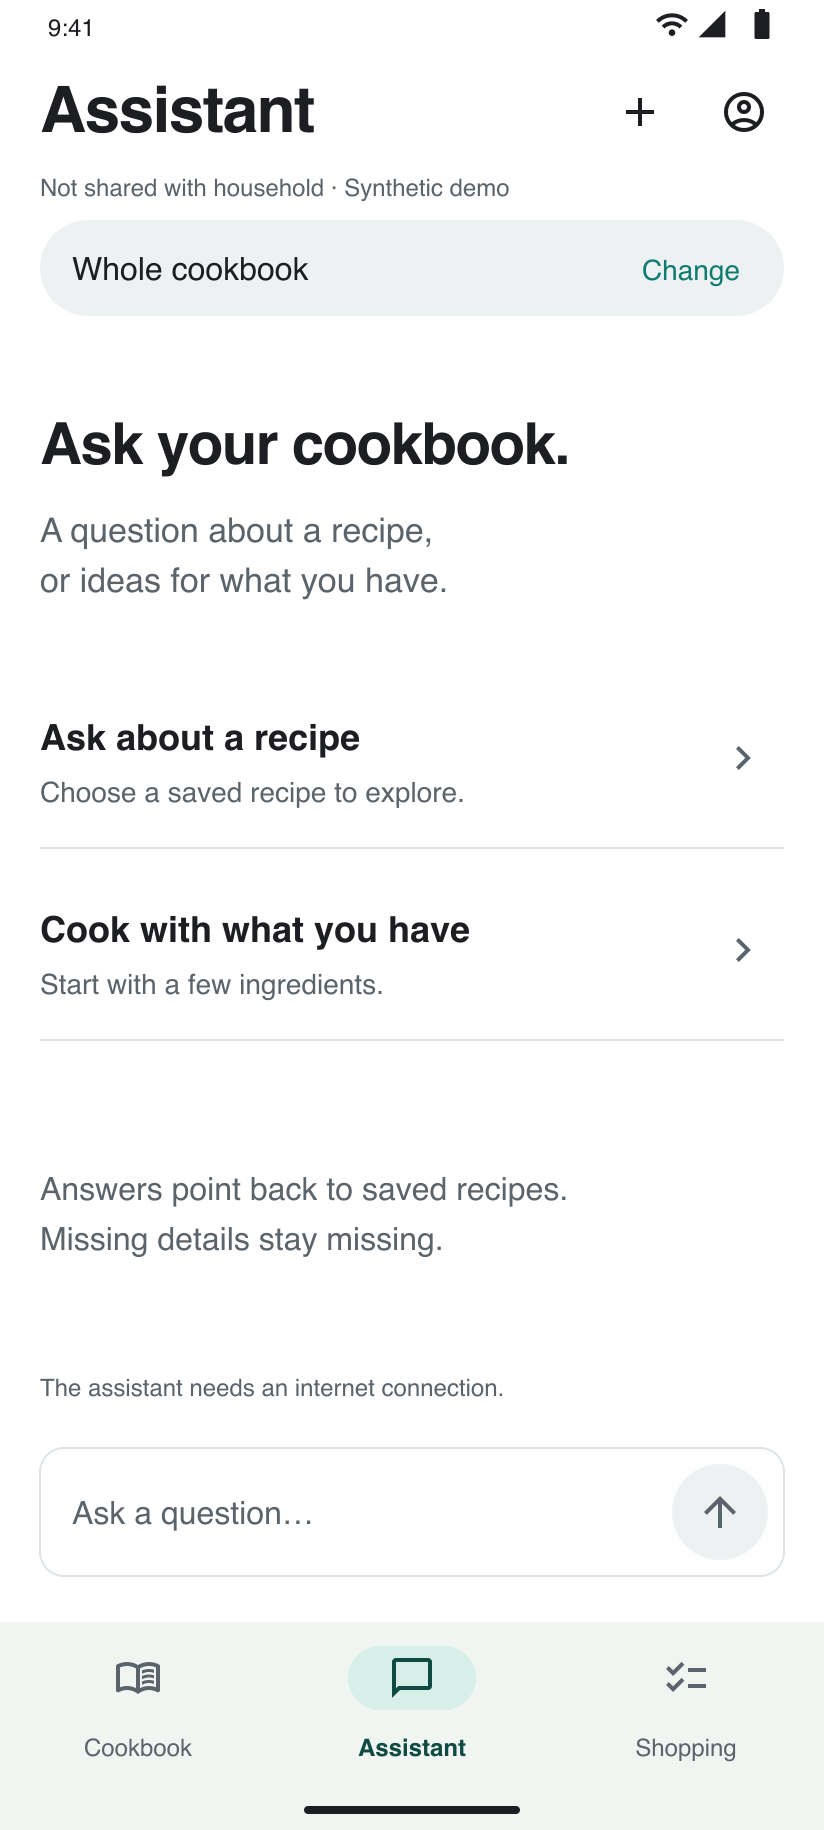 9:41
Assistant
Not shared with household · Synthetic demo
Whole cookbook
Change
Ask your cookbook.
A question about a recipe,
or ideas for what you have.
Ask about a recipe
Choose a saved recipe to explore.
Cook with what you have
Start with a few ingredients.
Answers point back to saved recipes.
Missing details stay missing.
The assistant needs an internet connection.
Ask a question…
Cookbook
Assistant
Shopping